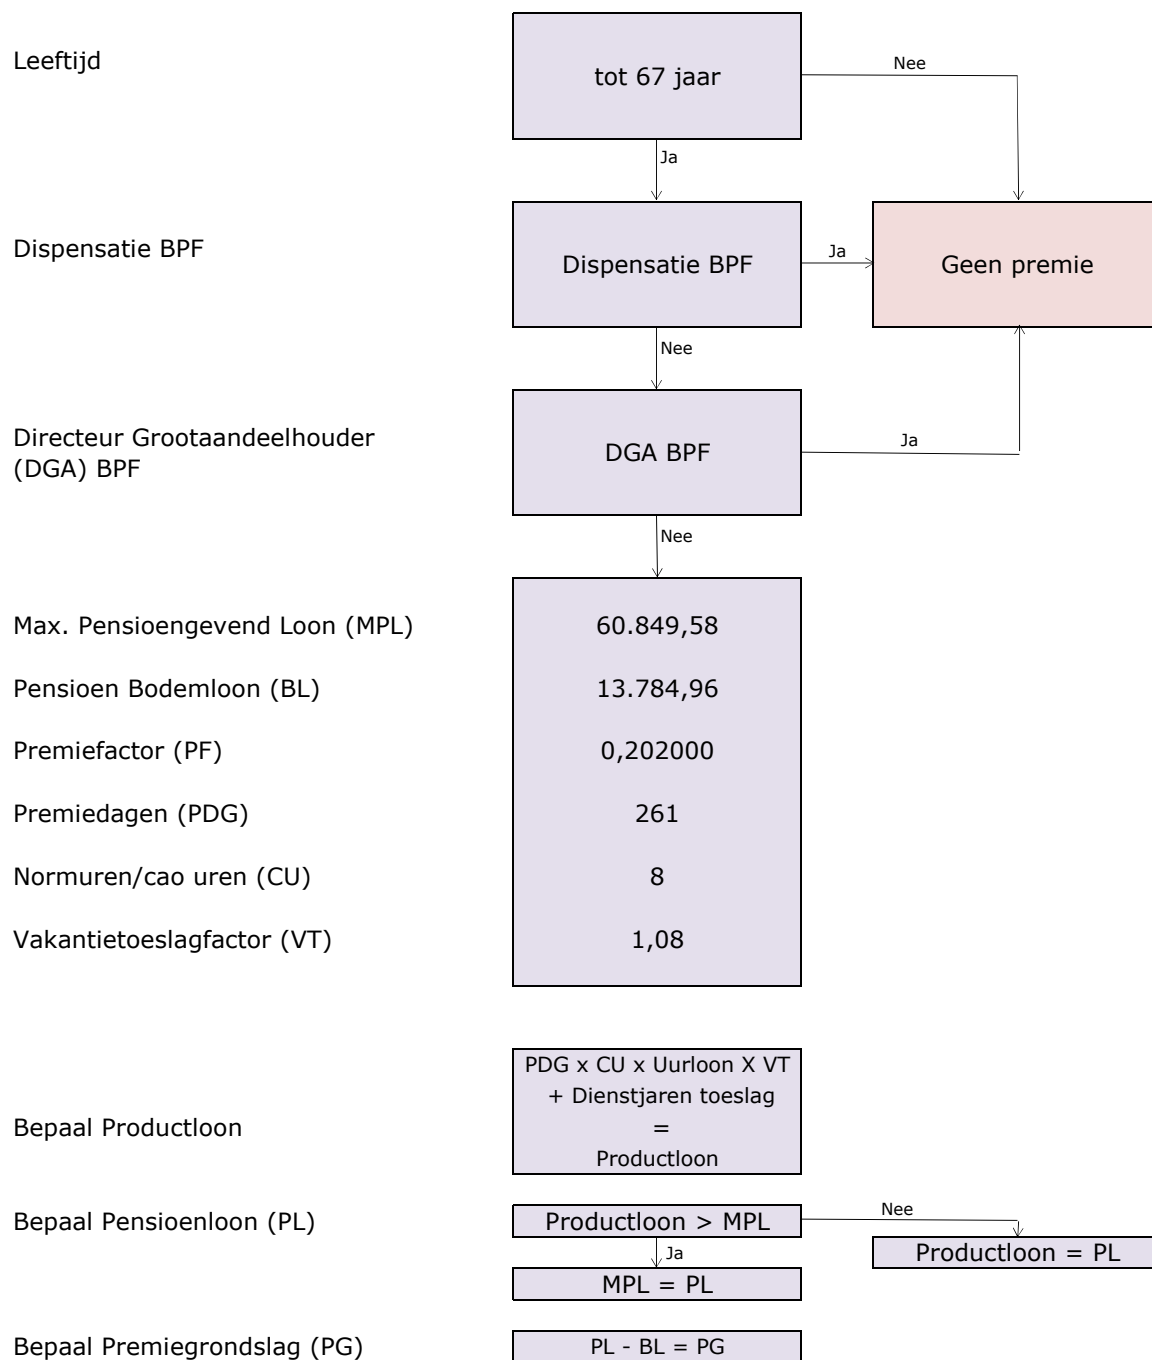 Leeftijd
tot 67 jaar
Nee
Ja
Dispensatie BPF
Dispensatie BPF
Ja
Geen premie
Nee
Directeur Grootaandeelhouder
(DGA) BPF
DGA BPF
Ja
Nee
Max. Pensioengevend Loon (MPL)
60.849,58
Pensioen Bodemloon (BL)
13.784,96
Premiefactor (PF)
0,202000
Premiedagen (PDG)
261
Normuren/cao uren (CU)
8
Vakantietoeslagfactor (VT)
1,08
Bepaal Productloon
PDG x CU x Uurloon X VT
+ Dienstjaren toeslag
=
Productloon
Bepaal Pensioenloon (PL)
Productloon > MPL
Nee
Productloon = PL
Ja
MPL = PL
Bepaal Premiegrondslag (PG)
PL - BL = PG